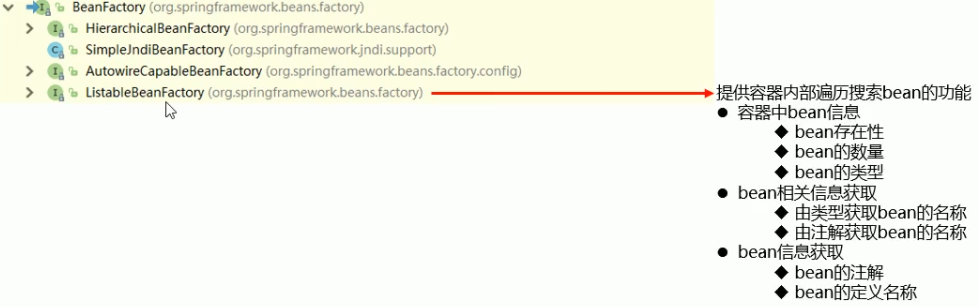 BeanFactory (org.springframework.beans.factory)
HierarchicalBeanFactory (org.springframework.beans.factory)
SimpleJndiBeanFactory (org.springframework.jndi.support)
AutowireCapableBeanFactory (org.springframework.beans.factory.config)
ListableBeanFactory (org.springframework.beans.factory)
提供容器内部遍历搜索bean的功能
● 容器中bean信息
◆ bean存在性
◆ bean的数量
◆ bean的类型
● bean相关信息获取
◆ 由类型获取bean的名称
◆ 由注解获取bean的名称
● bean信息获取
◆ bean的注解
◆ bean的定义名称